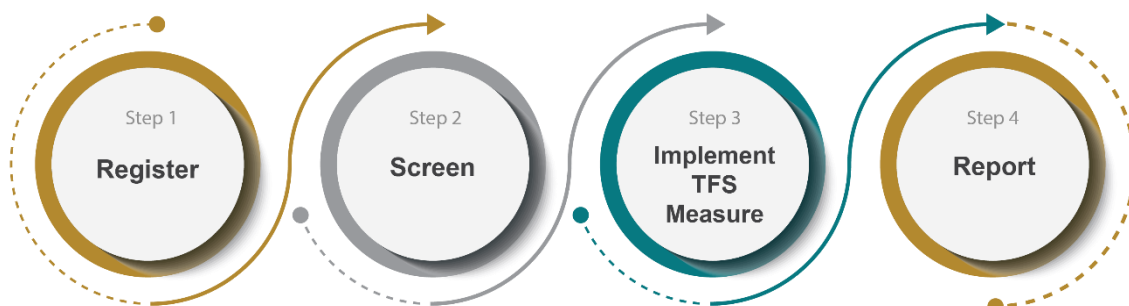 Step 1
Register
Step 2
Screen
Step 3
Implement
TFS
Measure
Step 4
Report